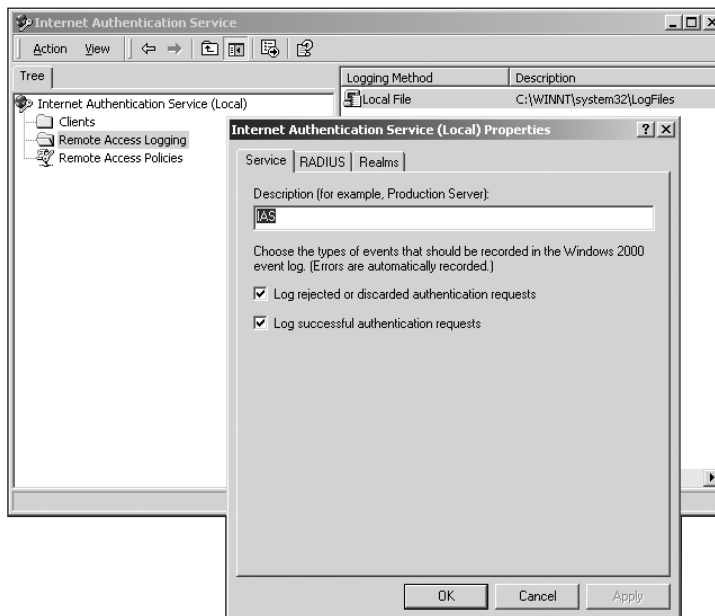 Internet Authentication Service
Action View
Tree
Logging Method Description
Internet Authentication Service (Local)
Clients
Remote Access Logging
Remote Access Policies
Local File C:\WINNT\system32\LogFiles
Internet Authentication Service (Local) Properties
Service RADIUS Realms
Description (for example, Production Server):
IAS
Choose the types of events that should be recorded in the Windows 2000
event log. (Errors are automatically recorded.)
Log rejected or discarded authentication requests
Log successful authentication requests
OK Cancel Apply